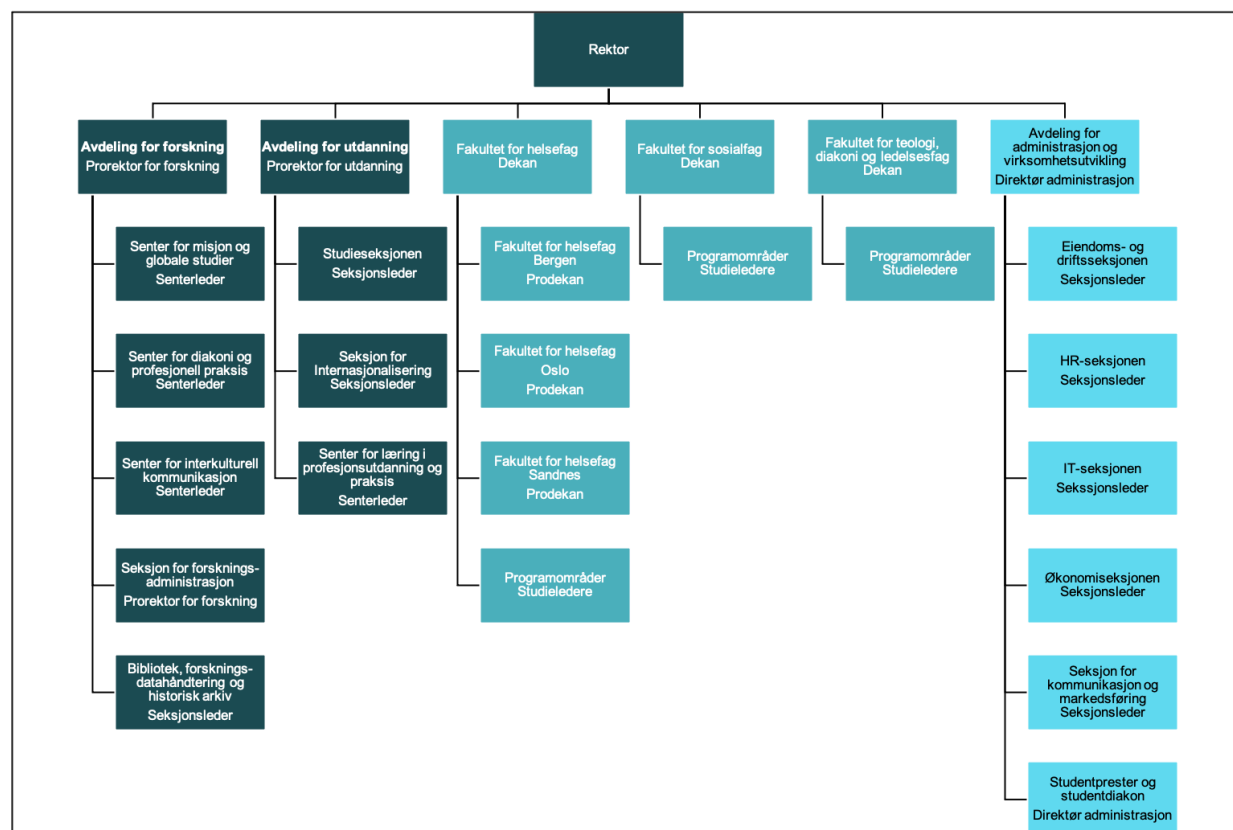 Rektor
Avdeling for forskning
Prorektor for forskning
Avdeling for utdanning
Prorektor for utdanning
Fakultet for helsefag
Dekan
Fakultet for sosialfag
Dekan
Fakultet for teologi,
diakoni og ledelsesfag
Dekan
Avdeling for
administrasjon og
virksomhetsutvikling
Direktør administrasjon
Senter for misjon og
globale studier
Senterleder
Senter for diakoni og
profesjonell praksis
Senterleder
Senter for interkulturell
kommunikasjon
Senterleder
Seksjon for forsknings-
administrasjon
Prorektor for forskning
Bibliotek, forsknings-
datahåndtering og
historisk arkiv
Seksjonsleder
Studieseksjonen
Seksjonsleder
Seksjon for
Internasjonalisering
Seksjonsleder
Senter for læring i
profesjonsutdanning og
praksis
Senterleder
Fakultet for helsefag
Bergen
Prodekan
Fakultet for helsefag
Oslo
Prodekan
Fakultet for helsefag
Sandnes
Prodekan
Programområder
Studieledere
Programområder
Studieledere
Programområder
Studieledere
Eiendoms- og
driftsseksjonen
Seksjonsleder
HR-seksjonen
Seksjonsleder
IT-seksjonen
Sekssjonsleder
Økonomiseksjonen
Seksjonsleder
Seksjon for
kommunikasjon og
markedsføring
Seksjonsleder
Studentprester og
studentdiakon
Direktør administrasjon